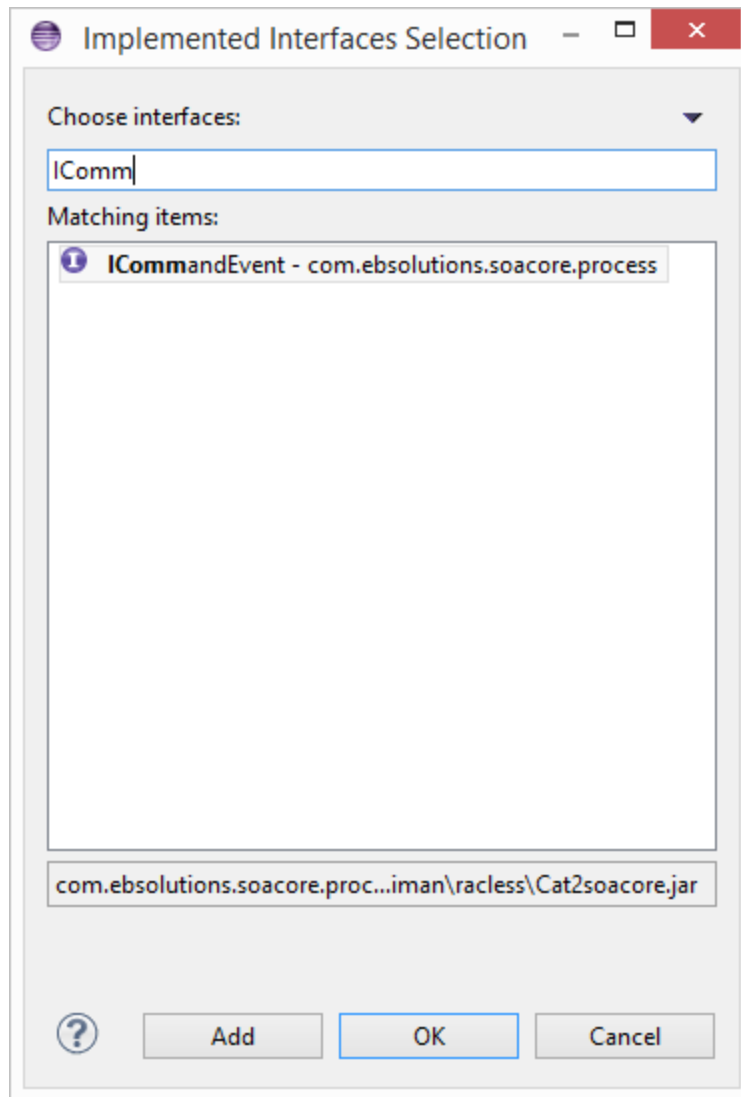 Implemented Interfaces Selection
Choose interfaces:
IComm
Matching items:
ICommandEvent - com.ebsolutions.soacore.process
com.ebsolutions.soacore.proc...iman\racless\Cat2soacore.jar
Add
OK
Cancel